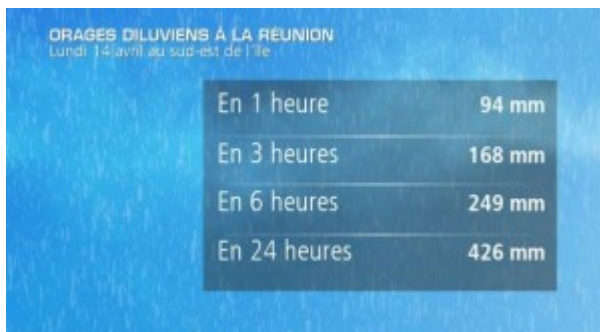 ORAGES DILUVIENS À LA RÉUNION
Lundi 14 avril au sud-est de l'île
En 1 heure 94 mm
En 3 heures 168 mm
En 6 heures 249 mm
En 24 heures 426 mm